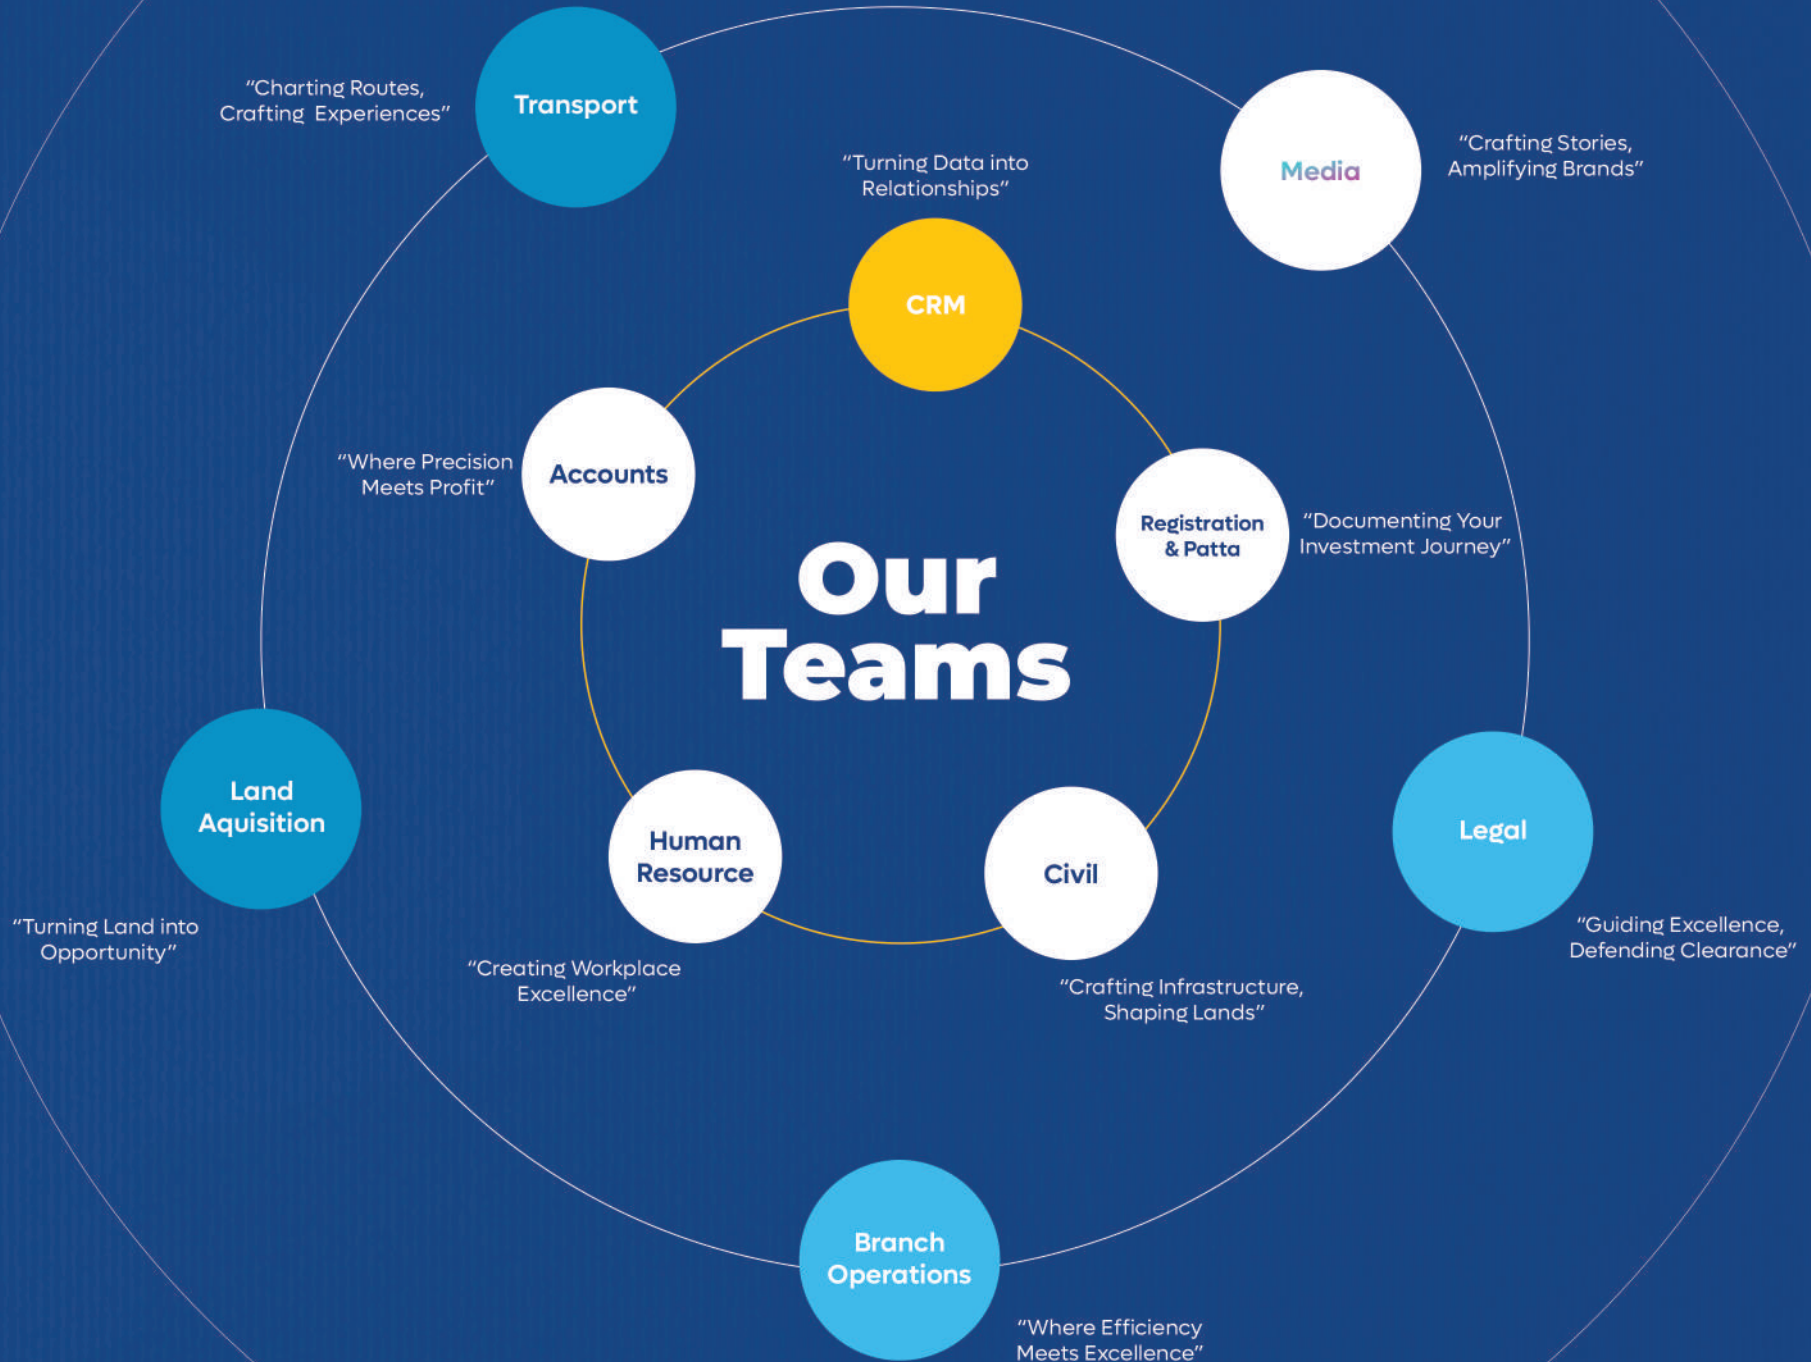 “Charting Routes,
Crafting Experiences”
Transport
Media
“Crafting Stories,
Amplifying Brands”
“Turning Data into
Relationships”
CRM
“Where Precision
Meets Profit”
Accounts
Registration
& Patta
“Documenting Your
Investment Journey”
Our
Teams
Land
Aquisition
“Turning Land into
Opportunity”
Human
Resource
“Creating Workplace
Excellence”
Civil
“Crafting Infrastructure,
Shaping Lands”
Legal
“Guiding Excellence,
Defending Clearance”
Branch
Operations
“Where Efficiency
Meets Excellence”